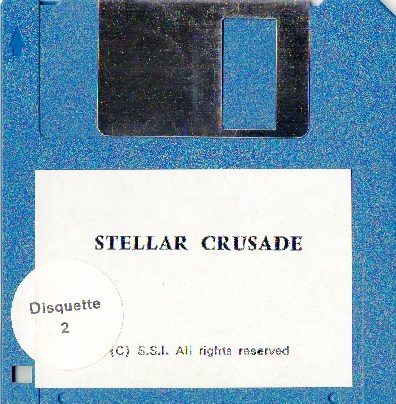 STELLAR CRUSADE
Disquette
2
(C) S.S.I. All rights reserved